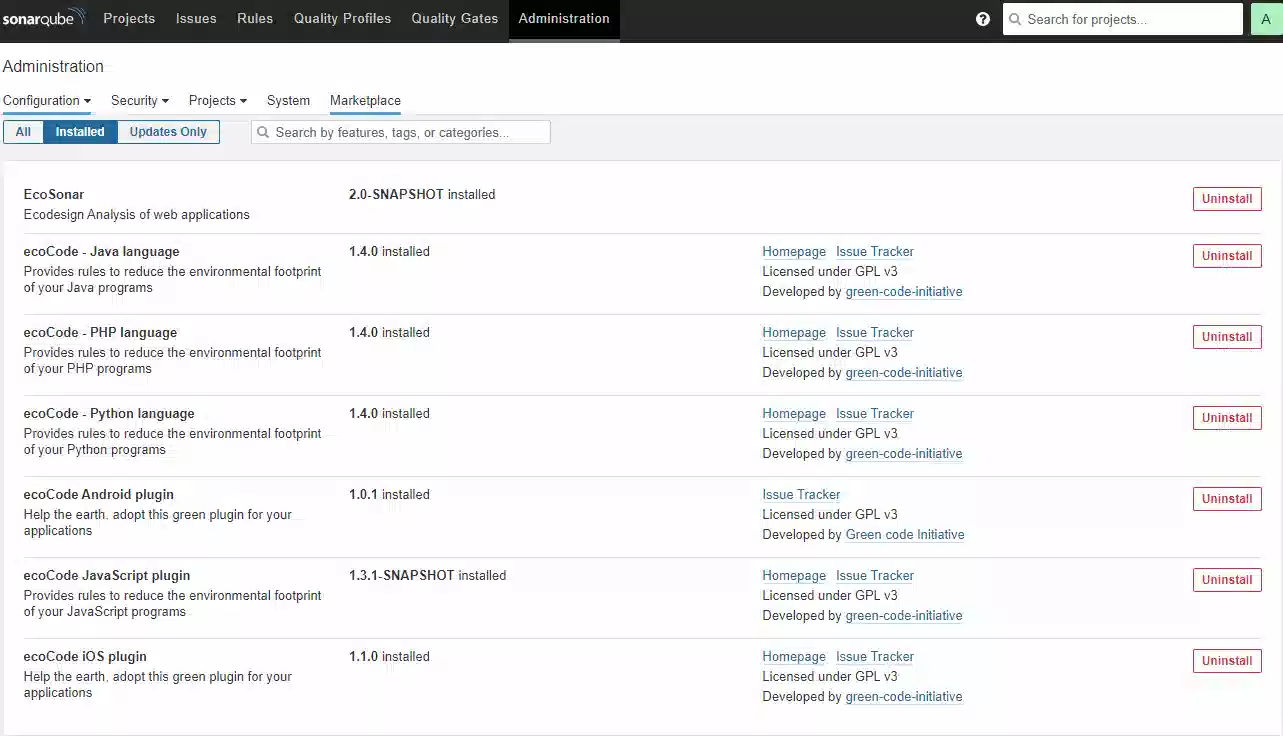 sonarqube Projects Issues Rules Quality Profiles Quality Gates Administration ? Search for projects... A
Administration
Configuration Security Projects System Marketplace
All Installed Updates Only Search by features, tags, or categories...
EcoSonar 2.0-SNAPSHOT installed Uninstall
Ecodesign Analysis of web applications
ecoCode - Java language 1.4.0 installed Homepage Issue Tracker Uninstall
Provides rules to reduce the environmental footprint Licensed under GPL v3
of your Java programs Developed by green-code-initiative
ecoCode - PHP language 1.4.0 installed Homepage Issue Tracker Uninstall
Provides rules to reduce the environmental footprint Licensed under GPL v3
of your PHP programs Developed by green-code-initiative
ecoCode - Python language 1.4.0 installed Homepage Issue Tracker Uninstall
Provides rules to reduce the environmental footprint Licensed under GPL v3
of your Python programs Developed by green-code-initiative
ecoCode Android plugin 1.0.1 installed Issue Tracker Uninstall
Help the earth, adopt this green plugin for your Licensed under GPL v3
applications Developed by Green code Initiative
ecoCode JavaScript plugin 1.3.1-SNAPSHOT installed Homepage Issue Tracker Uninstall
Provides rules to reduce the environmental footprint Licensed under GPL v3
of your JavaScript programs Developed by green-code-initiative
ecoCode iOS plugin 1.1.0 installed Homepage Issue Tracker Uninstall
Help the earth, adopt this green plugin for your Licensed under GPL v3
applications Developed by green-code-initiative